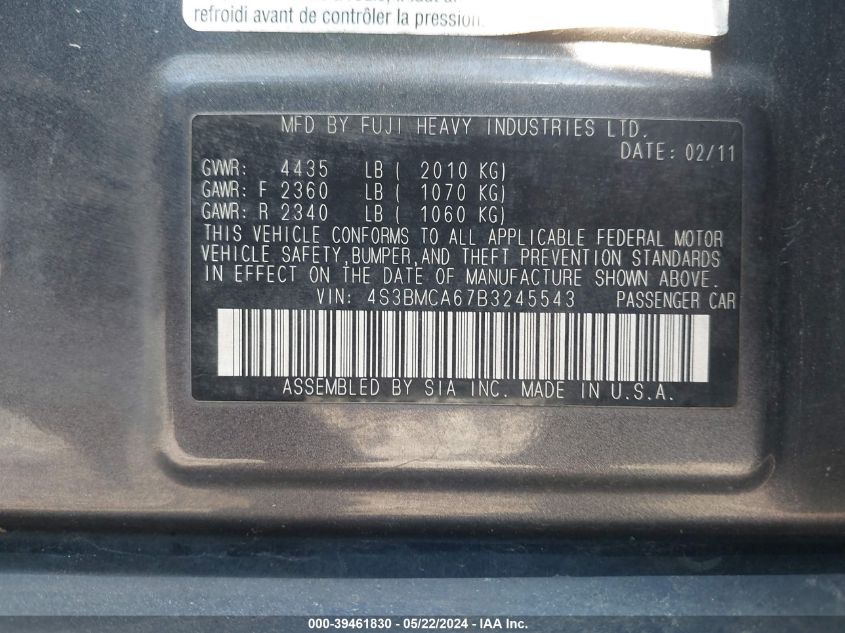 refroidi avant de contrôler la pression.
MFD BY FUJI HEAVY INDUSTRIES LTD.
DATE: 02/11
GVWR: 4435 LB ( 2010 KG)
GAWR: F 2360 LB ( 1070 KG)
GAWR: R 2340 LB ( 1060 KG)
THIS VEHICLE CONFORMS TO ALL APPLICABLE FEDERAL MOTOR
VEHICLE SAFETY, BUMPER, AND THEFT PREVENTION STANDARDS
IN EFFECT ON THE DATE OF MANUFACTURE SHOWN ABOVE.
VIN: 4S3BMCA67B3245543 PASSENGER CAR
ASSEMBLED BY SIA INC. MADE IN U.S.A.
000-39461830 - 05/22/2024 - IAA Inc.